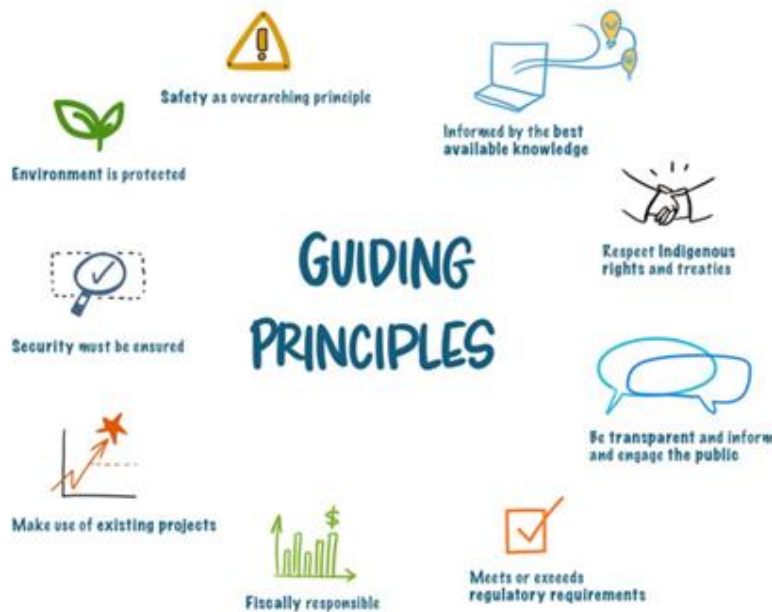 GUIDING
PRINCIPLES
Safety as overarching principle
Informed by the best
available knowledge
Respect Indigenous
rights and treaties
Be transparent and inform
and engage the public
Meets or exceeds
regulatory requirements
$
Fiscally responsible
Make use of existing projects
Security must be ensured
Environment is protected